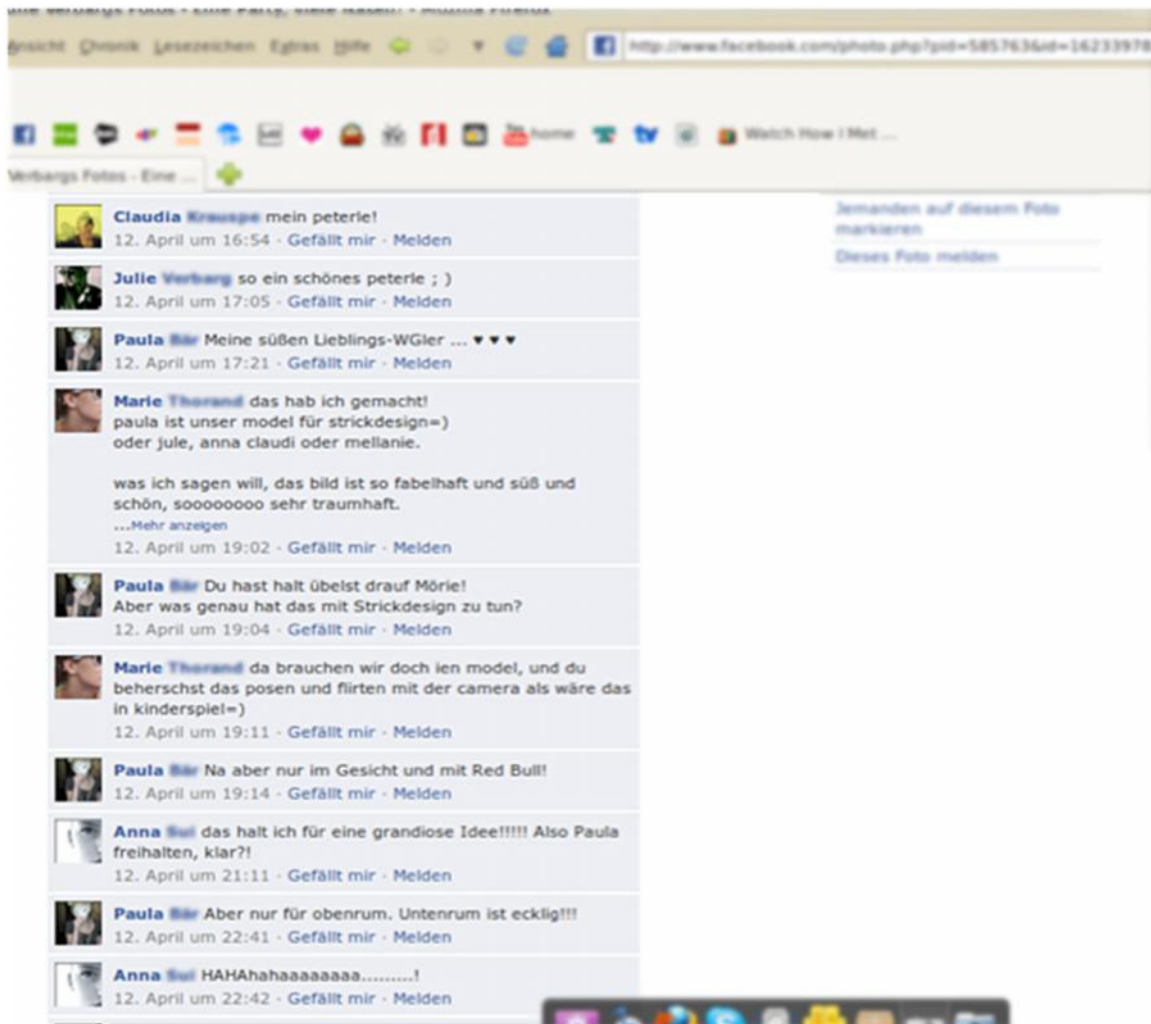 Ansicht Chronik Lesezeichen Extras Hilfe
http://www.facebook.com/photo.php?pid=585763&id=16233978
home
tv
Watch How I Met ...
Verbargs Fotos - Eine ...
Claudia mein peterle!
12. April um 16:54 · Gefällt mir · Melden
Julie so ein schönes peterle ; )
12. April um 17:05 · Gefällt mir · Melden
Paula Meine süßen Lieblings-WGler ... ♥ ♥ ♥
12. April um 17:21 · Gefällt mir · Melden
Marie das hab ich gemacht!
paula ist unser model für strickdesign=)
oder jule, anna claudi oder mellanie.
was ich sagen will, das bild ist so fabelhaft und süß und
schön, soooooooo sehr traumhaft.
...Mehr anzeigen
12. April um 19:02 · Gefällt mir · Melden
Paula Du hast halt übelst drauf Mörie!
Aber was genau hat das mit Strickdesign zu tun?
12. April um 19:04 · Gefällt mir · Melden
Marie da brauchen wir doch ien model, und du
beherschst das posen und flirten mit der camera als wäre das
in kinderspiel=)
12. April um 19:11 · Gefällt mir · Melden
Paula Na aber nur im Gesicht und mit Red Bull!
12. April um 19:14 · Gefällt mir · Melden
Anna das halt ich für eine grandiose Idee!!!!! Also Paula
freihalten, klar?!
12. April um 21:11 · Gefällt mir · Melden
Paula Aber nur für obenrum. Untenrum ist ecklig!!!
12. April um 22:41 · Gefällt mir · Melden
Anna HAHAhahaaaaaaaa.........!
12. April um 22:42 · Gefällt mir · Melden
Jemanden auf diesem Foto
markieren
Dieses Foto melden